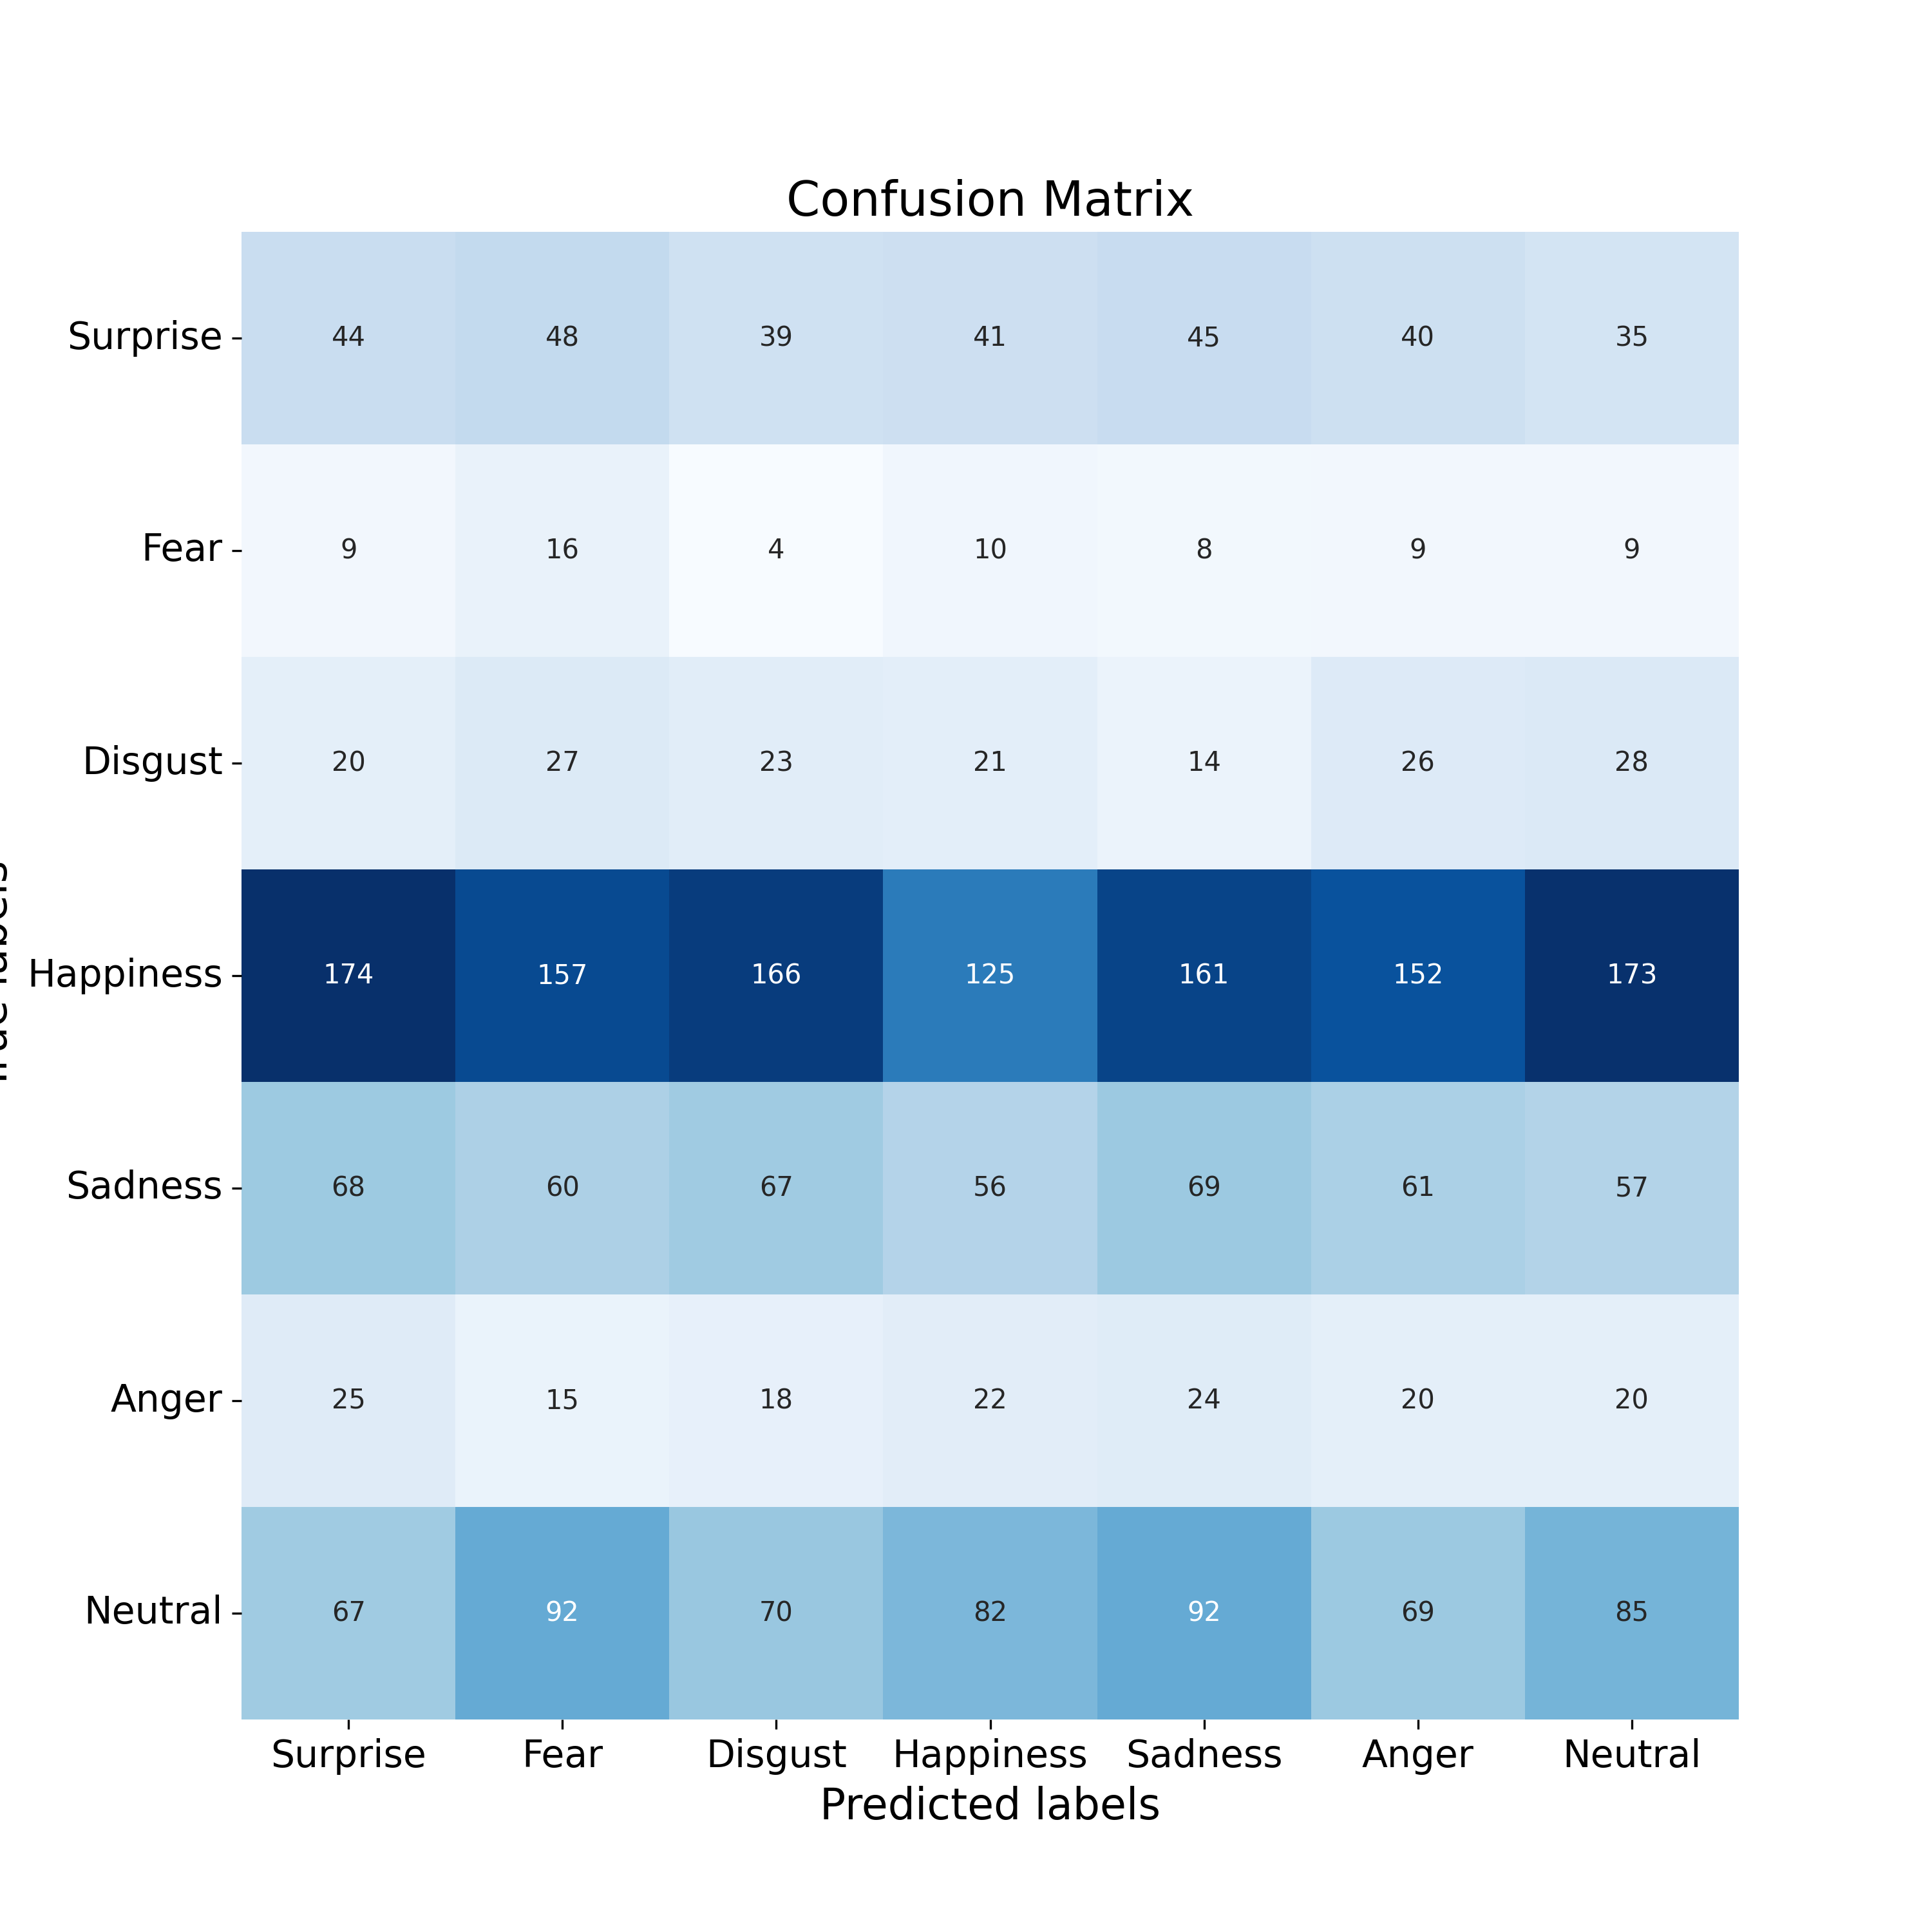 Confusion Matrix
Surprise 44 48 39 41 45 40 35
Fear 9 16 4 10 8 9 9
Disgust 20 27 23 21 14 26 28
Happiness 174 157 166 125 161 152 173
Sadness 68 60 67 56 69 61 57
Anger 25 15 18 22 24 20 20
Neutral 67 92 70 82 92 69 85
Surprise Fear Disgust Happiness Sadness Anger Neutral
Predicted labels